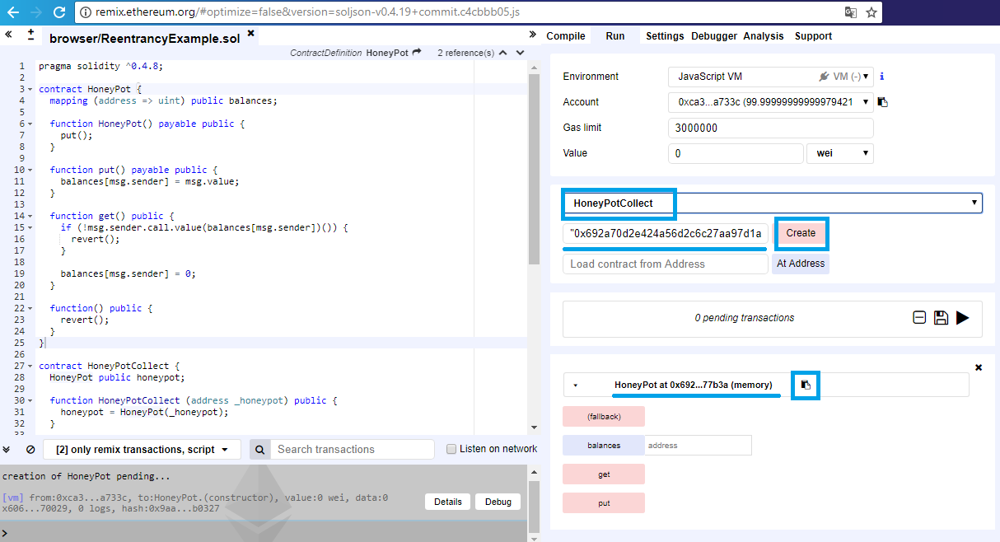 remix.ethereum.org/#optimize=false&version=soljson-v0.4.19+commit.c4cbbb05.js
browser/ReentrancyExample.sol
Compile Run Settings Debugger Analysis Support
ContractDefinition HoneyPot 2 reference(s)
1 pragma solidity ^0.4.8;
2
3 contract HoneyPot {
4 mapping (address => uint) public balances;
5
6 function HoneyPot() payable public {
7 put();
8 }
9
10 function put() payable public {
11 balances[msg.sender] = msg.value;
12 }
13
14 function get() public {
15 if (!msg.sender.call.value(balances[msg.sender])()) {
16 revert();
17 }
18
19 balances[msg.sender] = 0;
20 }
21
22 function() public {
23 revert();
24 }
25 }
26
27 contract HoneyPotCollect {
28 HoneyPot public honeypot;
29
30 function HoneyPotCollect (address _honeypot) public {
31 honeypot = HoneyPot(_honeypot);
32 }
33
[2] only remix transactions, script
Search transactions
Listen on network
creation of HoneyPot pending...
[vm] from:0xca3...a733c, to:HoneyPot.(constructor), value:0 wei, data:0
x606...70029, 0 logs, hash:0x9aa...b0327
Details
Debug
>
Environment JavaScript VM VM (-)
Account 0xca3...a733c (99.99999999999979421
Gas limit 3000000
Value 0 wei
HoneyPotCollect
"0x692a70d2e424a56d2c6c27aa97d1a Create
Load contract from Address At Address
0 pending transactions
HoneyPot at 0x692...77b3a (memory)
(fallback)
balances address
get
put